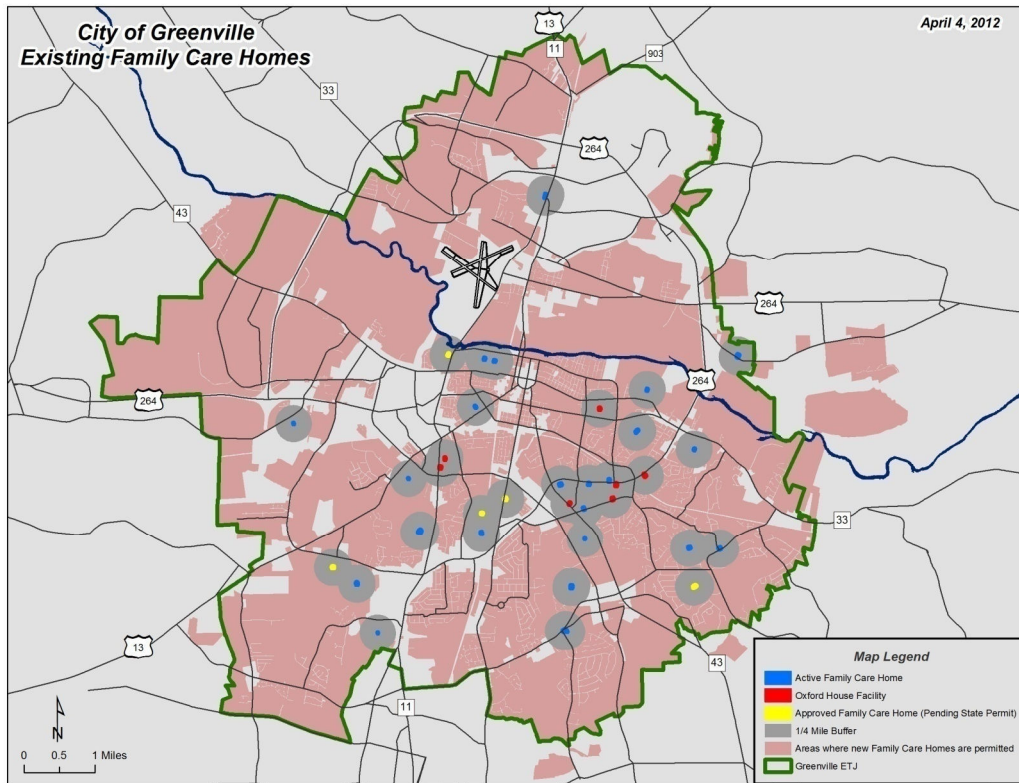 City of Greenville
Existing Family Care Homes
April 4, 2012
13
11
903
33
264
43
264
264
264
33
13
43
11
N
0 0.5 1 Miles
Map Legend
Active Family Care Home
Oxford House Facility
Approved Family Care Home (Pending State Permit)
1/4 Mile Buffer
Areas where new Family Care Homes are permitted
Greenville ETJ